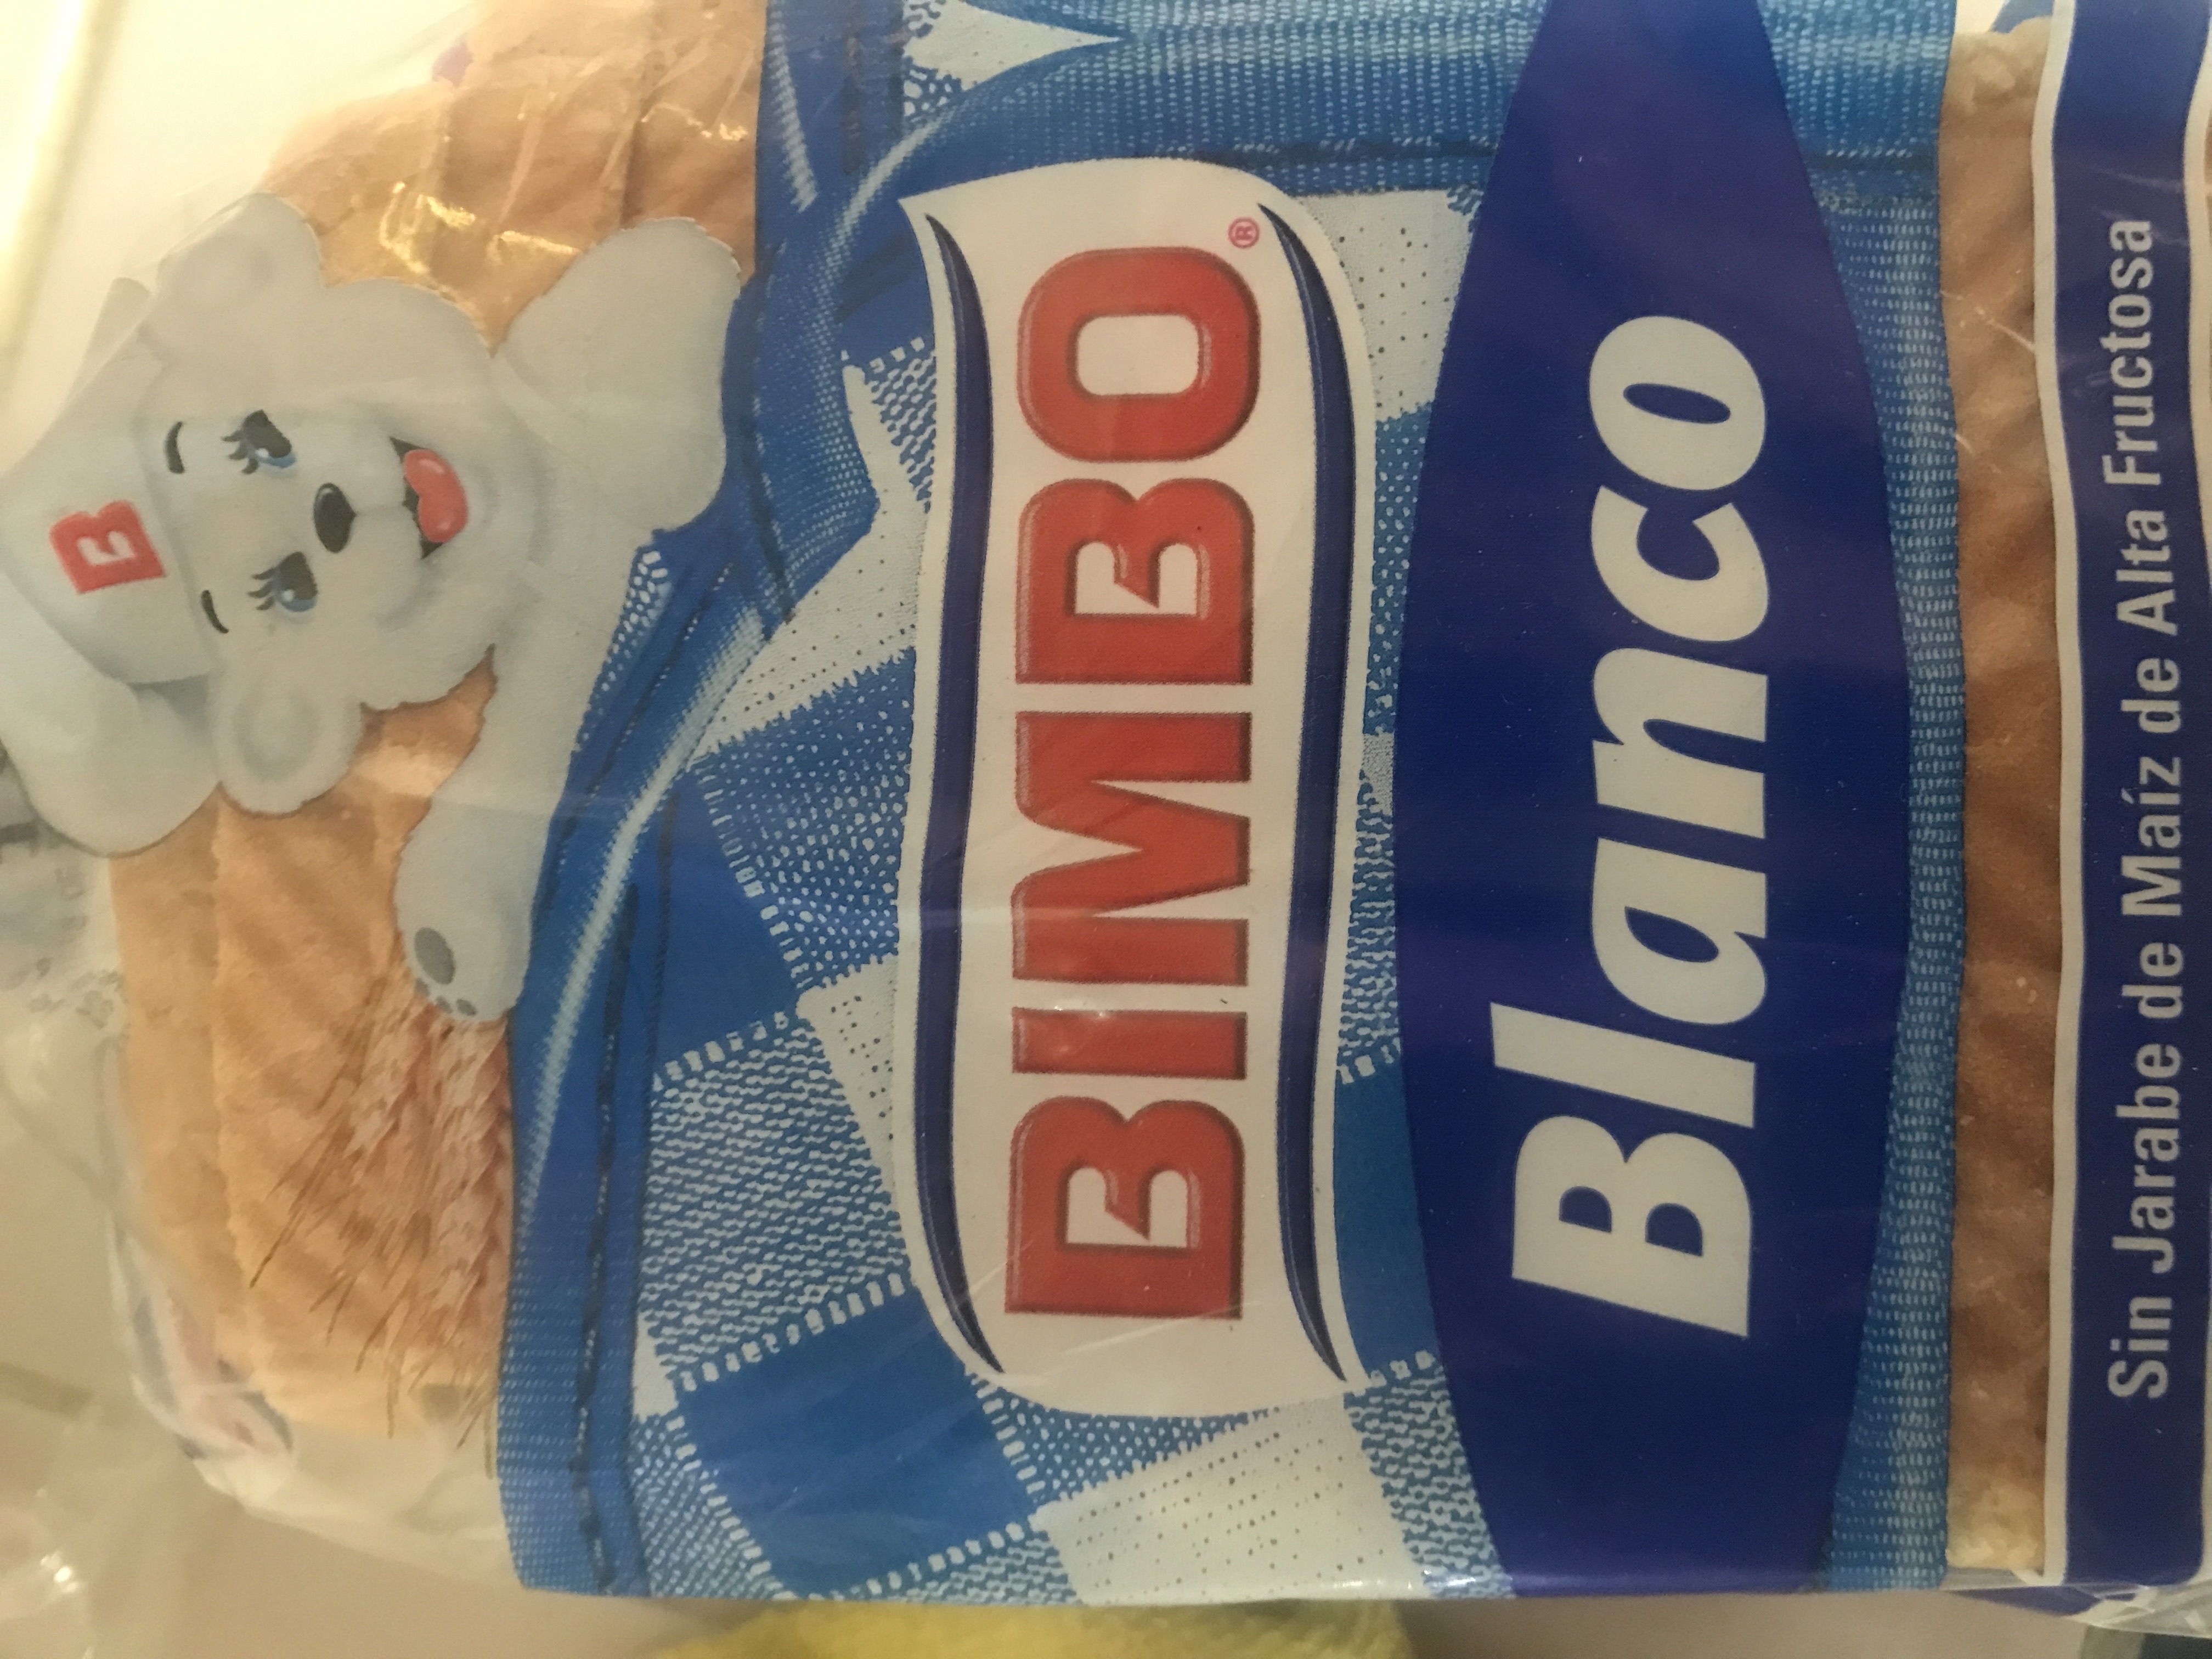 B
BIMBO®
Blanco
Sin Jarabe de Maíz de Alta Fructosa